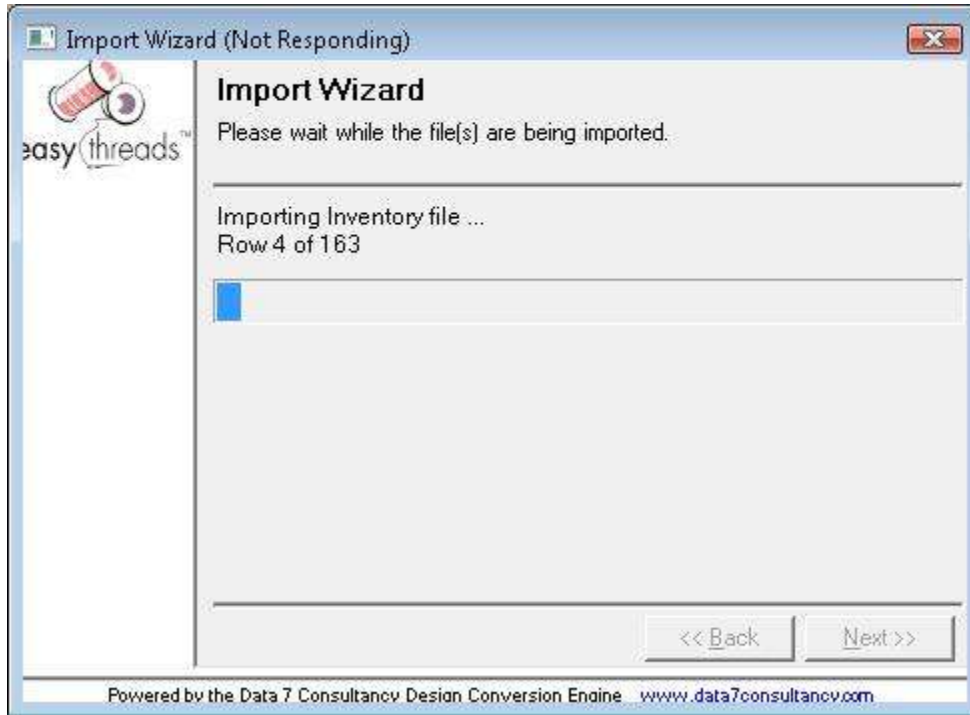 Import Wizard (Not Responding)
easy threads™
Import Wizard
Please wait while the file(s) are being imported.
Importing Inventory file ...
Row 4 of 163
<< Back
Next >>
Powered by the Data 7 Consultancy Design Conversion Engine www.data7consultancy.com